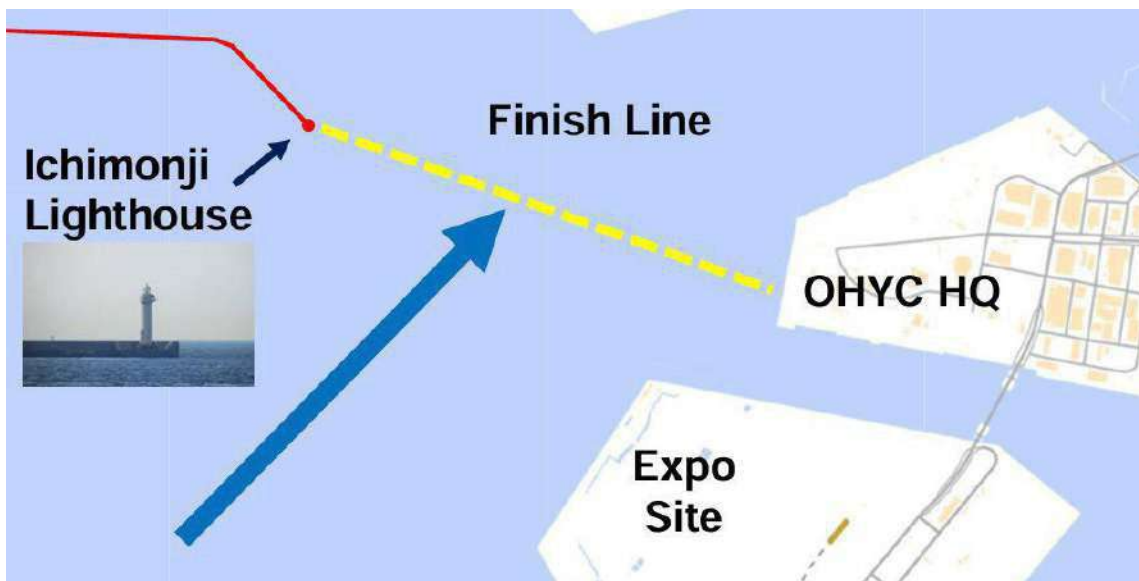 Finish Line
Ichimonji
Lighthouse
OHYC HQ
Expo
Site